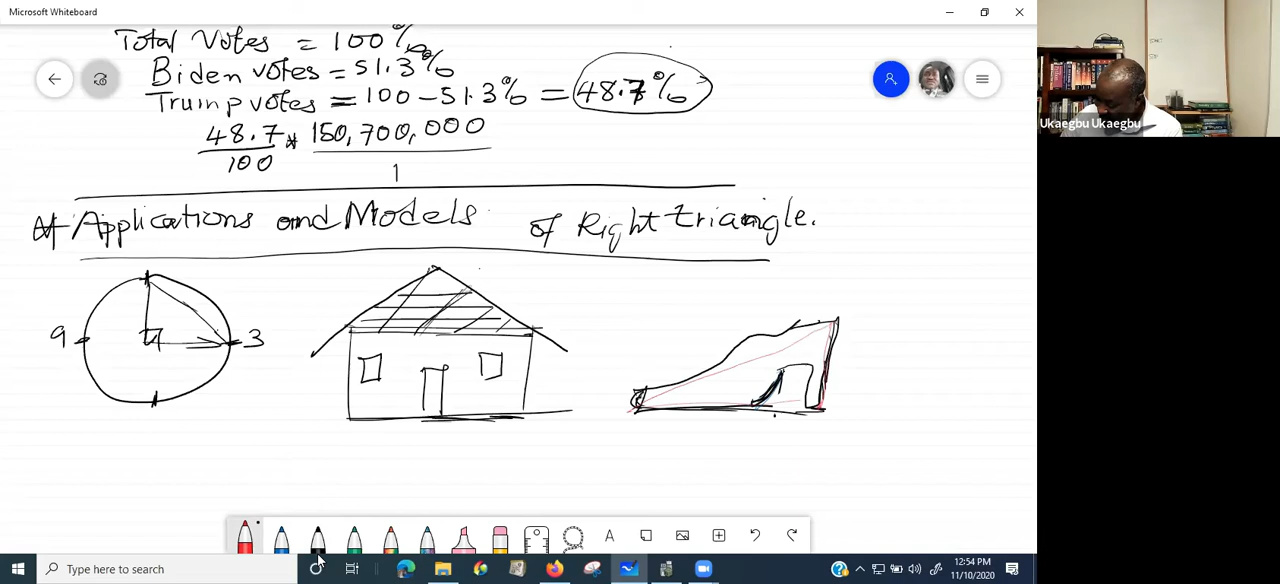 Microsoft Whiteboard
Total Votes = 100%
Biden votes = 51.3%
Trump votes = 100 - 51.3% = 48.7%
48.7 * 150,700,000
100 1
Applications and Models of Right triangle.
9 3
Ukaegbu Ukaegbu
A
Type here to search
12:54 PM
11/10/2020